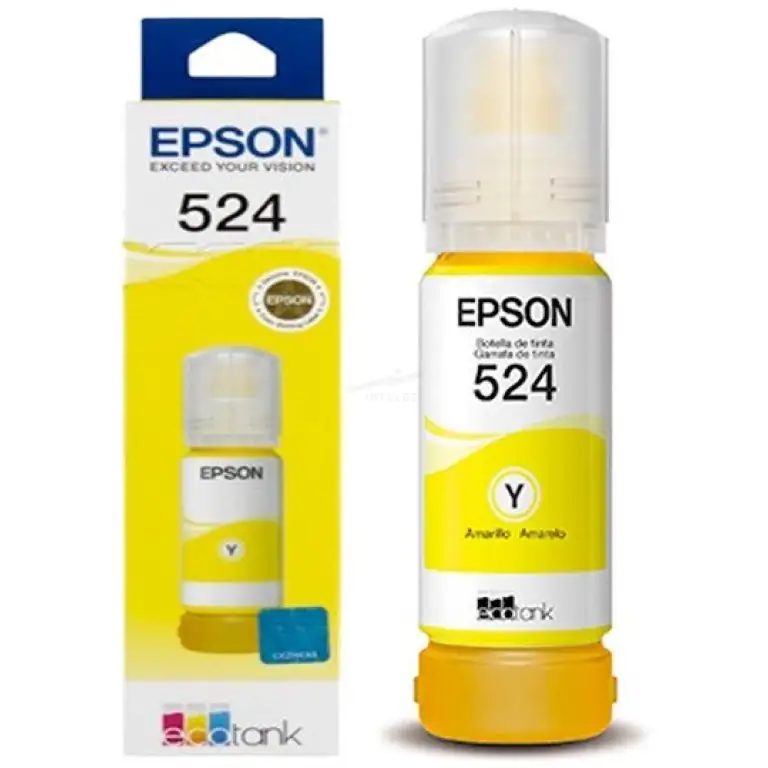 EPSON
EXCEED YOUR VISION
524
EPSON
EPSON
Y
ecotank
EPSON
Botella de tinta
Garrafa de tinta
524
Y
Amarillo Amarelo
ecotank